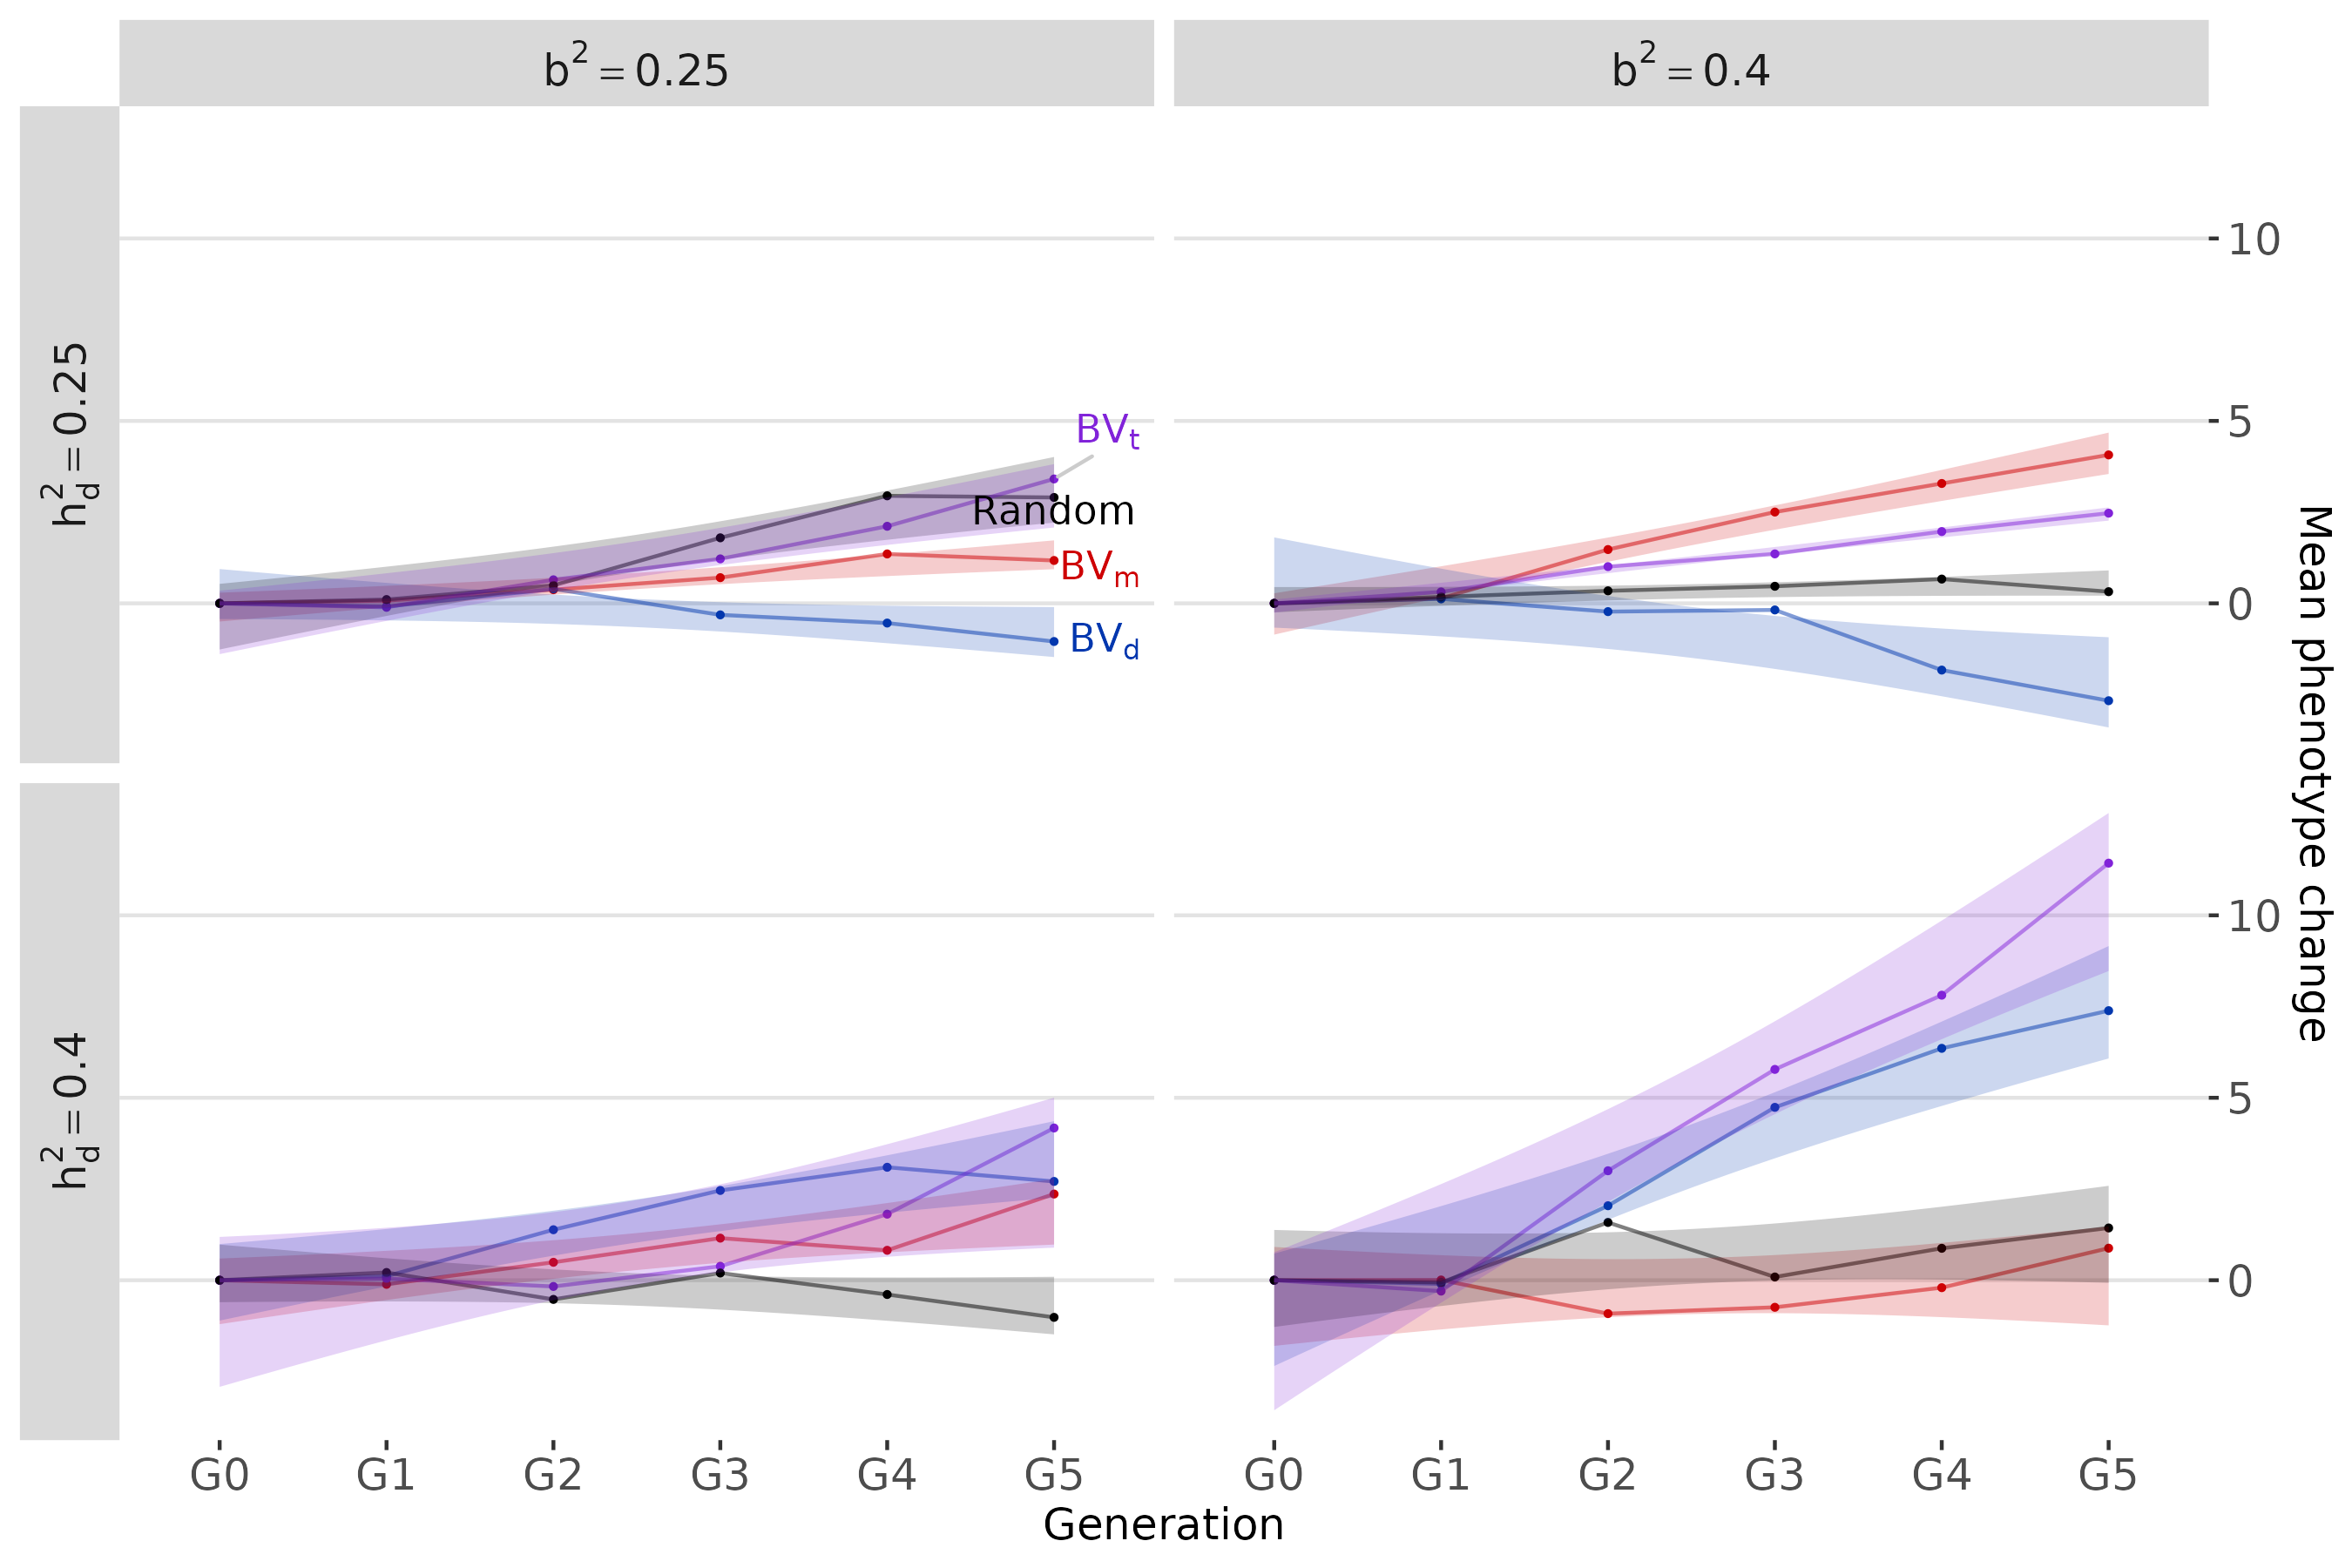 b² = 0.25
b² = 0.4
h²d = 0.25
10
5
0
BVt
Random
BVm
BVd
Mean phenotype change
h²d = 0.4
10
5
0
G0 G1 G2 G3 G4 G5 G0 G1 G2 G3 G4 G5
Generation